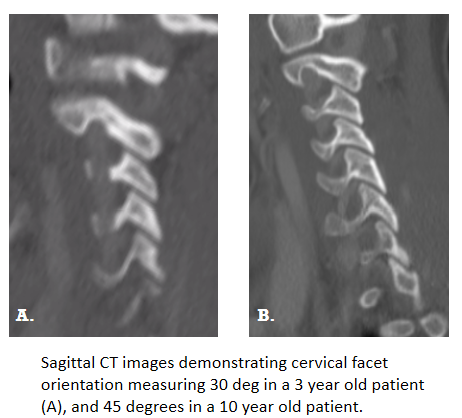 A.
B.
Sagittal CT images demonstrating cervical facet
orientation measuring 30 deg in a 3 year old patient
(A), and 45 degrees in a 10 year old patient.